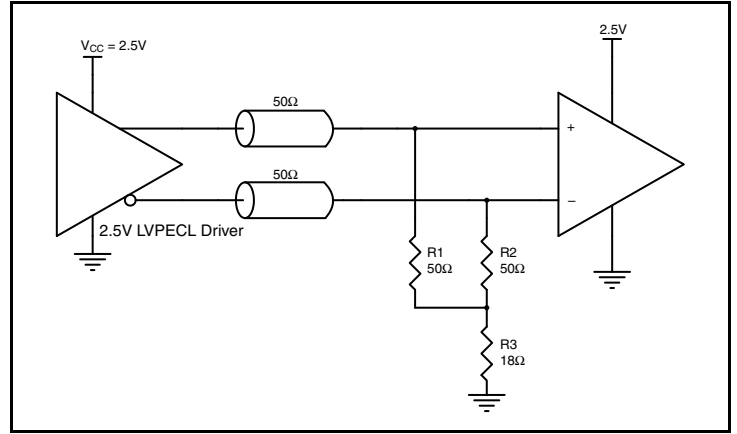 V_CC = 2.5V
2.5V
50Ω
50Ω
+
–
2.5V LVPECL Driver
R1
50Ω
R2
50Ω
R3
18Ω